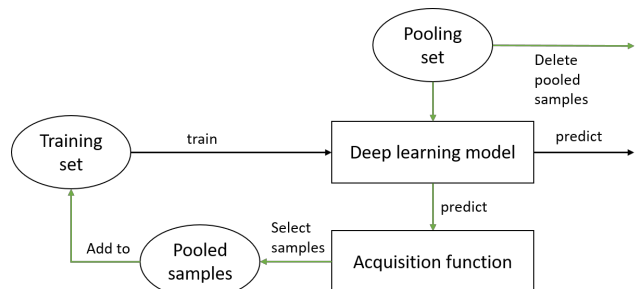 Pooling
set
Delete
pooled
samples
Training
set
train
Deep learning model
predict
predict
Select
samples
Add to
Pooled
samples
Acquisition function